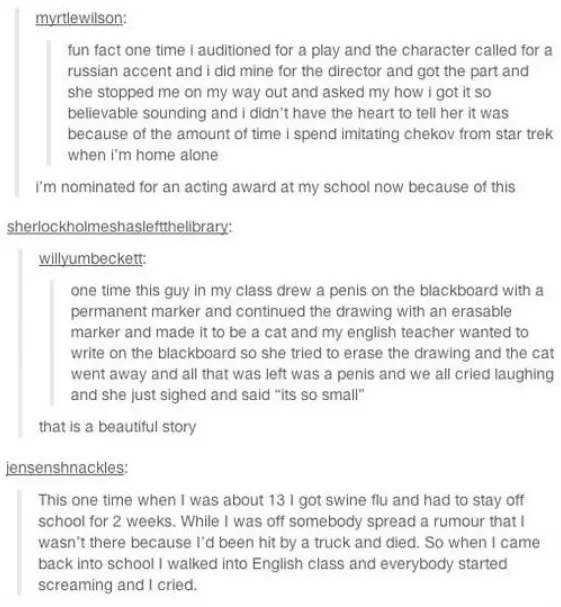 myrtlewilson:
fun fact one time i auditioned for a play and the character called for a
russian accent and i did mine for the director and got the part and
she stopped me on my way out and asked my how i got it so
believable sounding and i didn't have the heart to tell her it was
because of the amount of time i spend imitating chekov from star trek
when i'm home alone
i'm nominated for an acting award at my school now because of this
sherlockholmeshasleftthelibrary:
willyumbeckett:
one time this guy in my class drew a penis on the blackboard with a
permanent marker and continued the drawing with an erasable
marker and made it to be a cat and my english teacher wanted to
write on the blackboard so she tried to erase the drawing and the cat
went away and all that was left was a penis and we all cried laughing
and she just sighed and said “its so small”
that is a beautiful story
jensenshnackles:
This one time when I was about 13 I got swine flu and had to stay off
school for 2 weeks. While I was off somebody spread a rumour that I
wasn't there because I'd been hit by a truck and died. So when I came
back into school I walked into English class and everybody started
screaming and I cried.